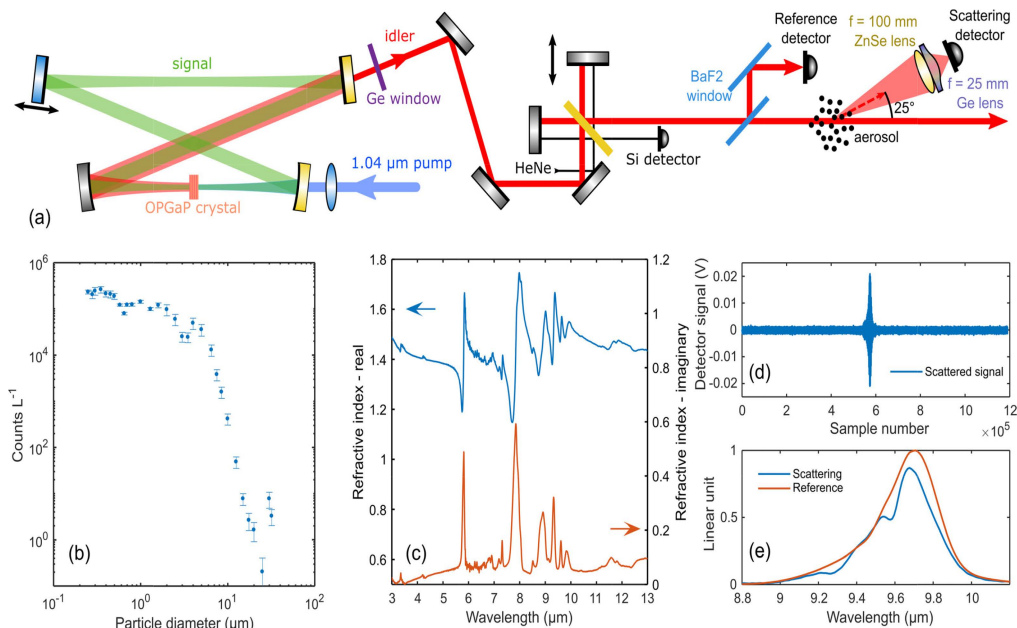 signal
idler
Ge window
1.04 µm pump
OPGaP crystal
(a)
HeNe
Si detector
BaF2
window
Reference
detector
f = 100 mm
ZnSe lens
Scattering
detector
f = 25 mm
Ge lens
25°
aerosol
10^6
10^4
10^2
10^0
Counts L^-1
(b)
10^-1
10^0
10^1
10^2
Particle diameter (µm)
1.8
1.6
1.4
1.2
1
0.8
0.6
Refractive index - real
(c)
3 4 5 6 7 8 9 10 11 12 13
Wavelength (µm)
1.2
1
0.8
0.6
0.4
0.2
0
Refractive index - imaginary
0.02
0.01
0
-0.01
-0.02
Detector signal (V)
(d)
Scattered signal
0 2 4 6 8 10 12
Sample number
× 10^5
1
0.5
0
Linear unit
Scattering
Reference
(e)
8.8 9 9.2 9.4 9.6 9.8 10
Wavelength (µm)